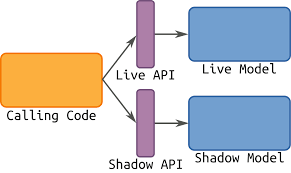 Live API
Live Model
Calling Code
Shadow API
Shadow Model